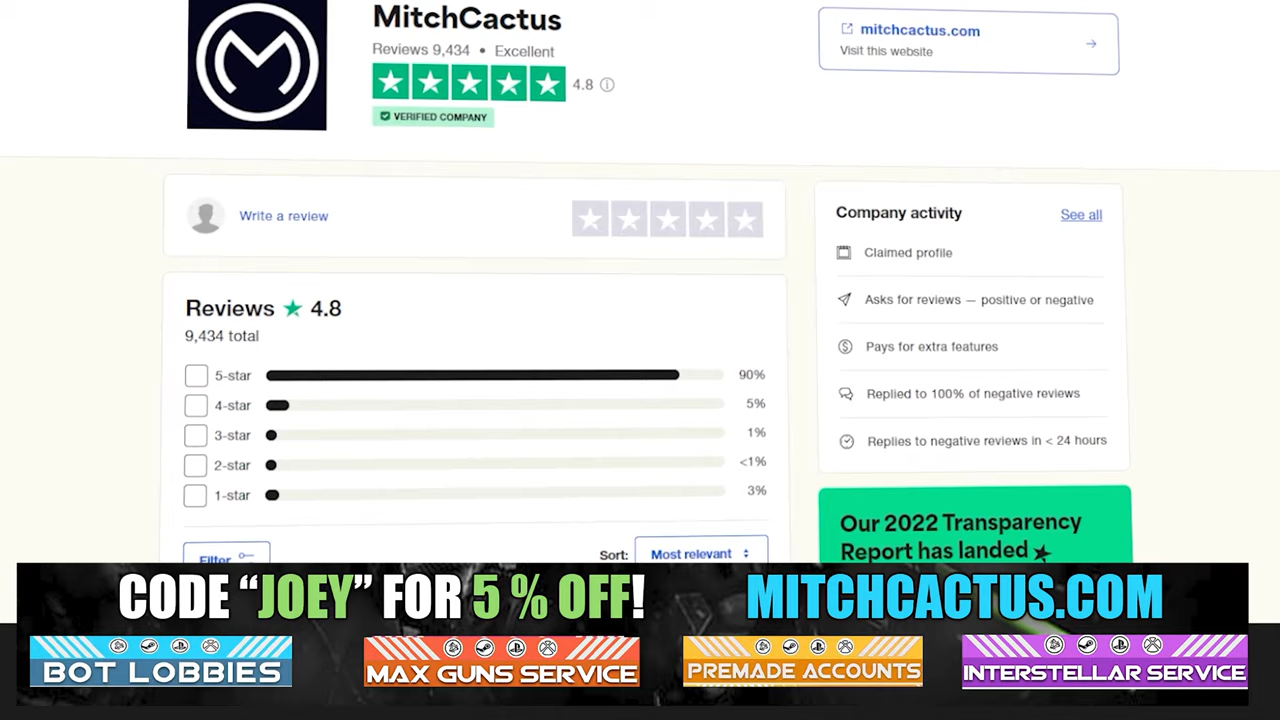 MitchCactus
Reviews 9,434 • Excellent
4.8
VERIFIED COMPANY
mitchcactus.com
Visit this website
Write a review
Company activity
See all
Claimed profile
Asks for reviews — positive or negative
Pays for extra features
Replied to 100% of negative reviews
Replies to negative reviews in < 24 hours
Reviews ★ 4.8
9,434 total
5-star 90%
4-star 5%
3-star 1%
2-star <1%
1-star 3%
Filter
Sort: Most relevant
Our 2022 Transparency
Report has landed
CODE “JOEY” FOR 5 % OFF!
MITCHCACTUS.COM
BOT LOBBIES
MAX GUNS SERVICE
PREMADE ACCOUNTS
INTERSTELLAR SERVICE